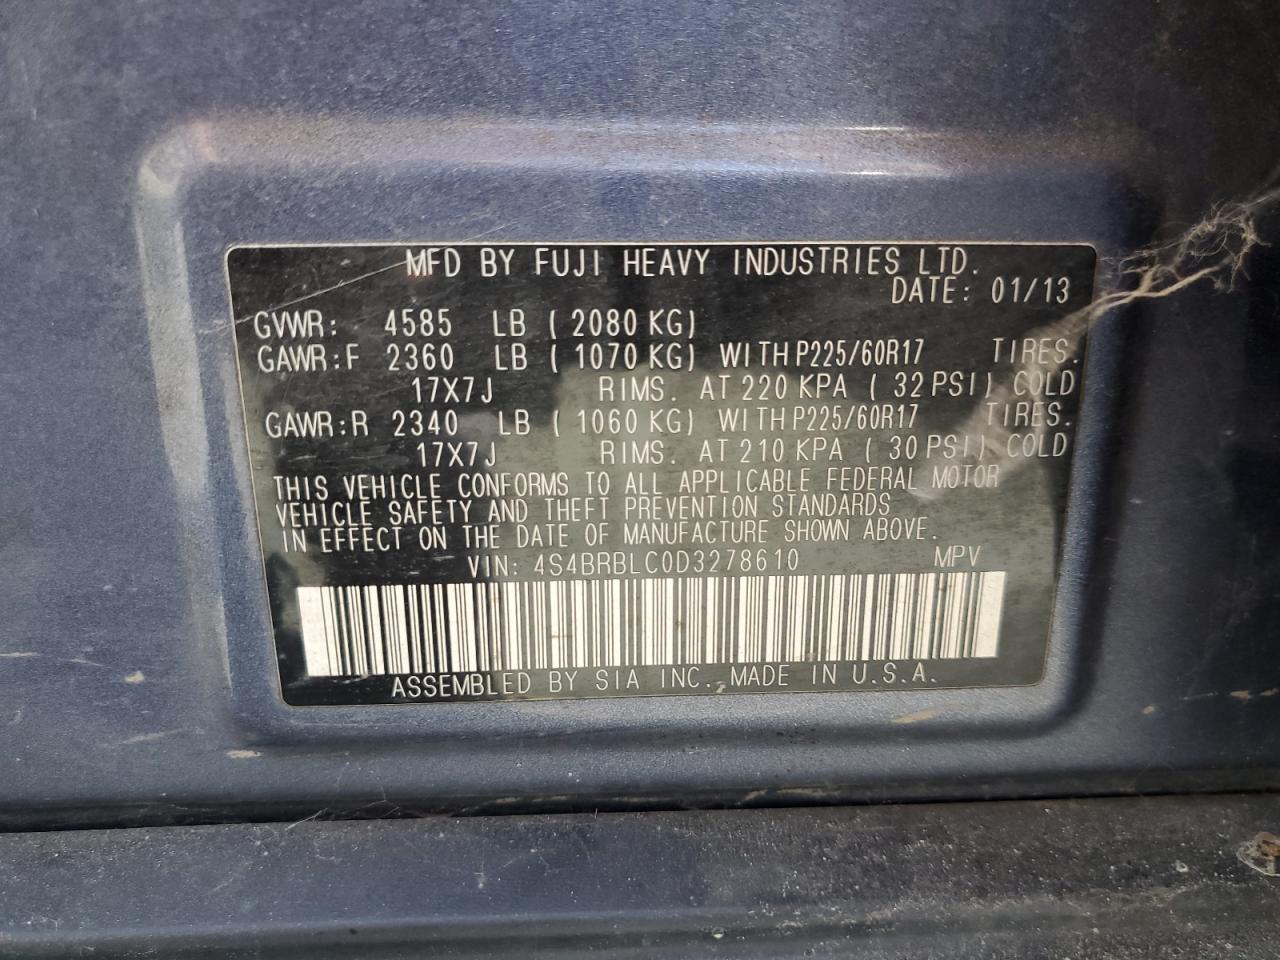 MFD BY FUJI HEAVY INDUSTRIES LTD.
DATE: 01/13
GVWR: 4585 LB ( 2080 KG)
GAWR:F 2360 LB ( 1070 KG) WITH P225/60R17 TIRES.
17X7J RIMS. AT 220 KPA ( 32 PSI) COLD
GAWR:R 2340 LB ( 1060 KG) WITH P225/60R17 TIRES.
17X7J RIMS. AT 210 KPA ( 30 PSI) COLD
THIS VEHICLE CONFORMS TO ALL APPLICABLE FEDERAL MOTOR
VEHICLE SAFETY AND THEFT PREVENTION STANDARDS
IN EFFECT ON THE DATE OF MANUFACTURE SHOWN ABOVE.
VIN: 4S4BRBLC0D3278610 MPV
ASSEMBLED BY SIA INC., MADE IN U.S.A.